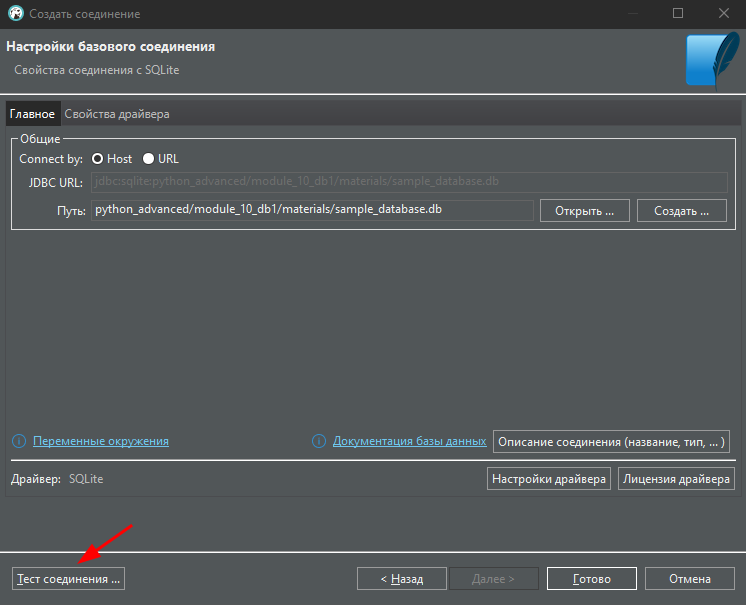 Создать соединение
Настройки базового соединения
Свойства соединения с SQLite
Главное Свойства драйвера
Общие
Connect by: Host URL
JDBC URL: jdbc:sqlite:python_advanced/module_10_db1/materials/sample_database.db
Путь: python_advanced/module_10_db1/materials/sample_database.db Открыть ... Создать ...
Переменные окружения Документация базы данных Описание соединения (название, тип, ... )
Драйвер: SQLite Настройки драйвера Лицензия драйвера
Тест соединения ... < Назад Далее > Готово Отмена